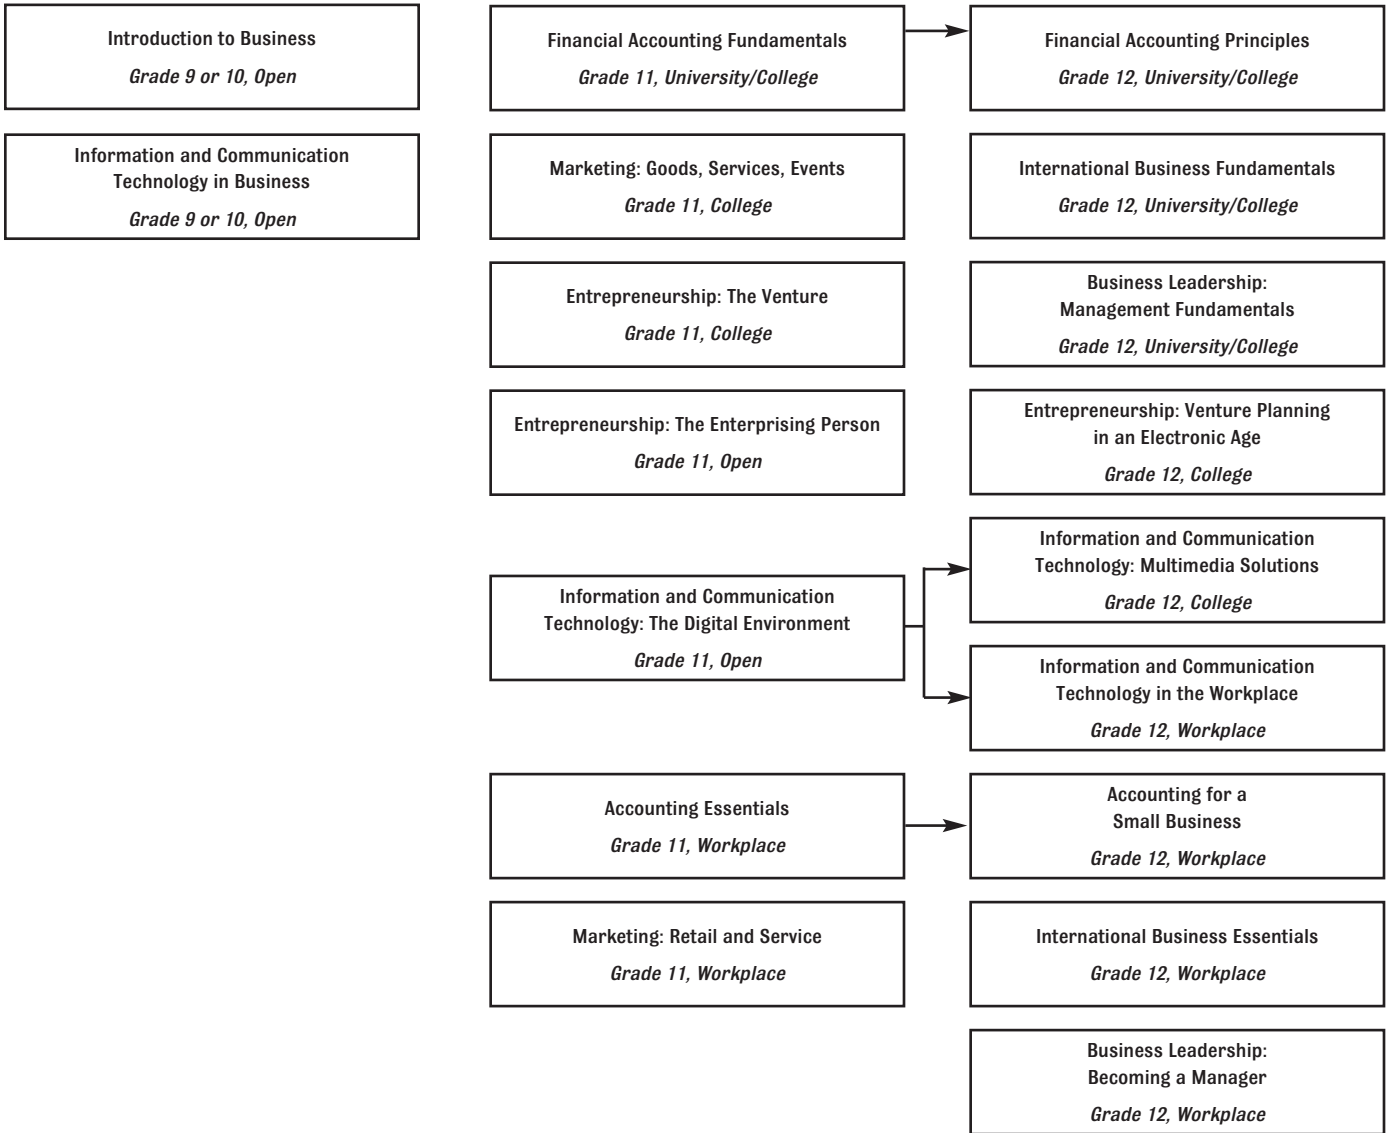 Introduction to Business
Grade 9 or 10, Open
Information and Communication
Technology in Business
Grade 9 or 10, Open
Financial Accounting Fundamentals
Grade 11, University/College
Marketing: Goods, Services, Events
Grade 11, College
Entrepreneurship: The Venture
Grade 11, College
Entrepreneurship: The Enterprising Person
Grade 11, Open
Information and Communication
Technology: The Digital Environment
Grade 11, Open
Accounting Essentials
Grade 11, Workplace
Marketing: Retail and Service
Grade 11, Workplace
Financial Accounting Principles
Grade 12, University/College
International Business Fundamentals
Grade 12, University/College
Business Leadership:
Management Fundamentals
Grade 12, University/College
Entrepreneurship: Venture Planning
in an Electronic Age
Grade 12, College
Information and Communication
Technology: Multimedia Solutions
Grade 12, College
Information and Communication
Technology in the Workplace
Grade 12, Workplace
Accounting for a
Small Business
Grade 12, Workplace
International Business Essentials
Grade 12, Workplace
Business Leadership:
Becoming a Manager
Grade 12, Workplace